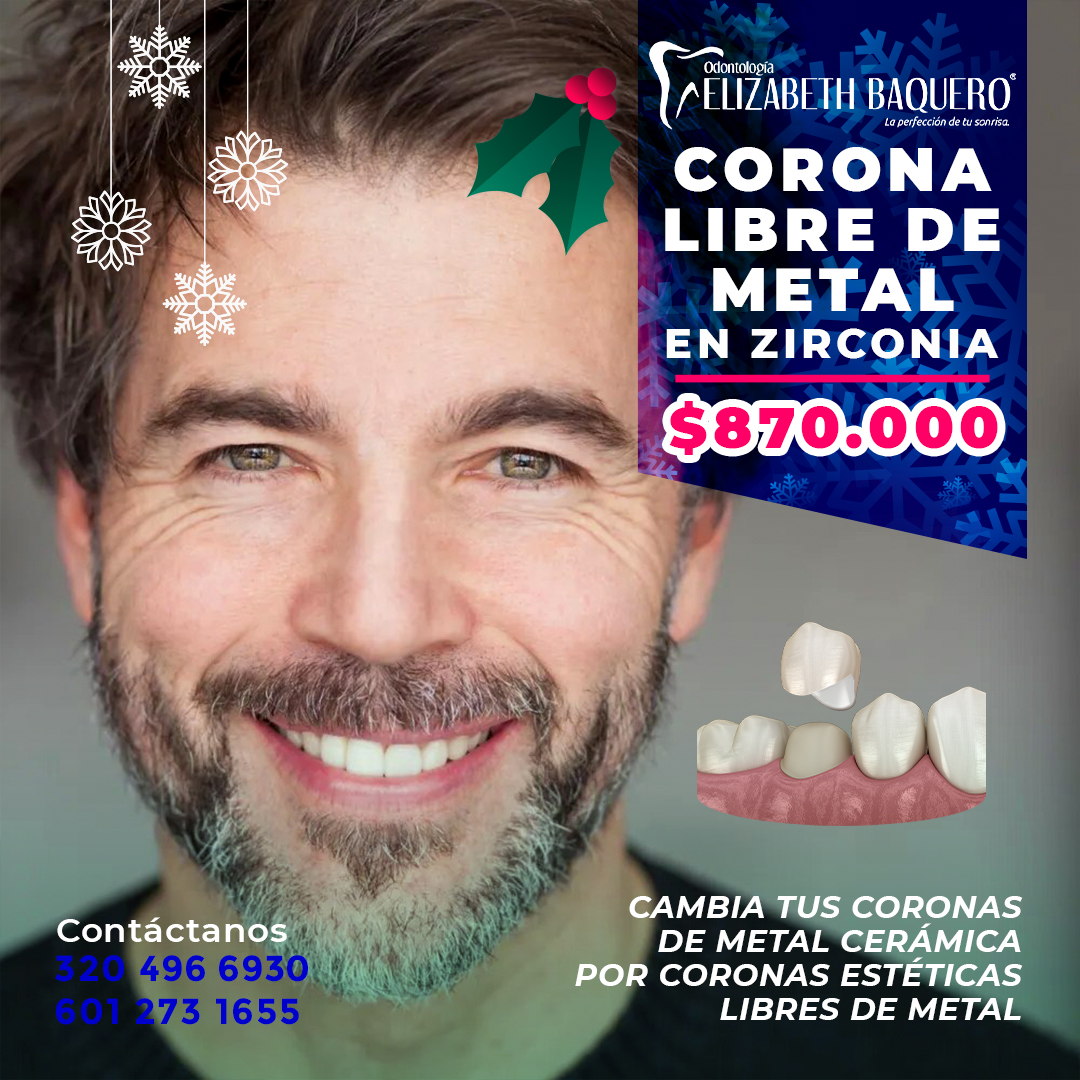 Odontología
ELIZABETH BAQUERO®
La perfección de tu sonrisa.
CORONA
LIBRE DE
METAL
EN ZIRCONIA
$870.000
CAMBIA TUS CORONAS
DE METAL CERÁMICA
POR CORONAS ESTÉTICAS
LIBRES DE METAL
Contáctanos
320 496 6930
601 273 1655